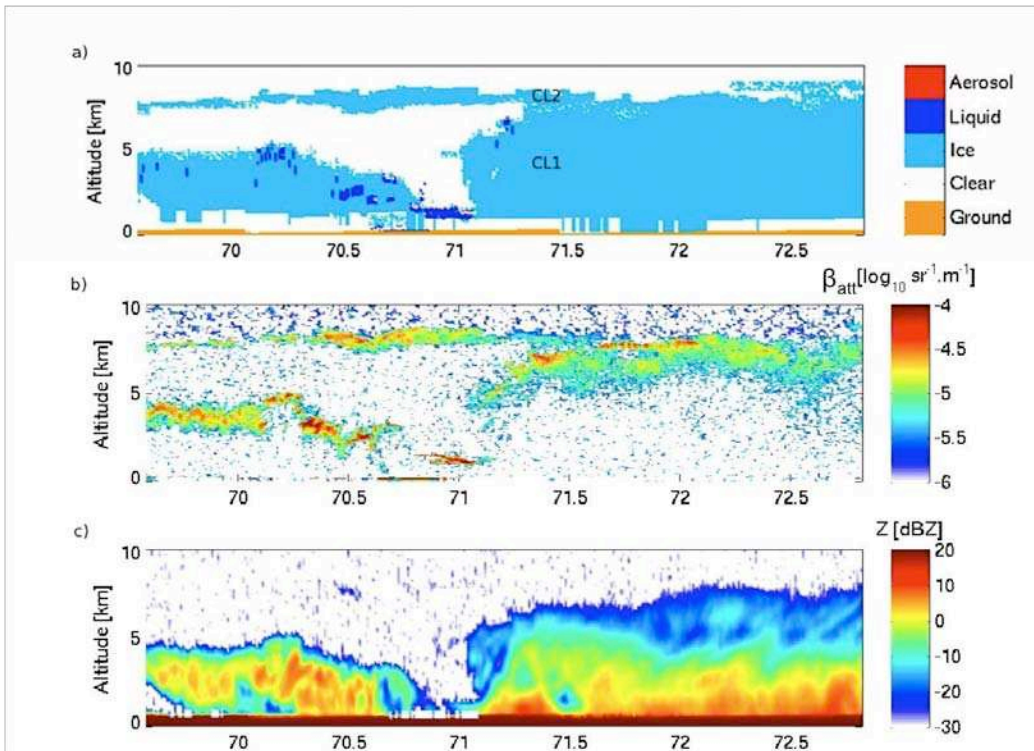 a)
10
5
0
Altitude [km]
CL2
CL1
70 70.5 71 71.5 72 72.5
Aerosol
Liquid
Ice
Clear
Ground
b)
βatt[log10 sr-1.m-1]
10
5
0
Altitude [km]
70 70.5 71 71.5 72 72.5
-4
-4.5
-5
-5.5
-6
c)
Z [dBZ]
10
5
0
Altitude [km]
70 70.5 71 71.5 72 72.5
20
10
0
-10
-20
-30